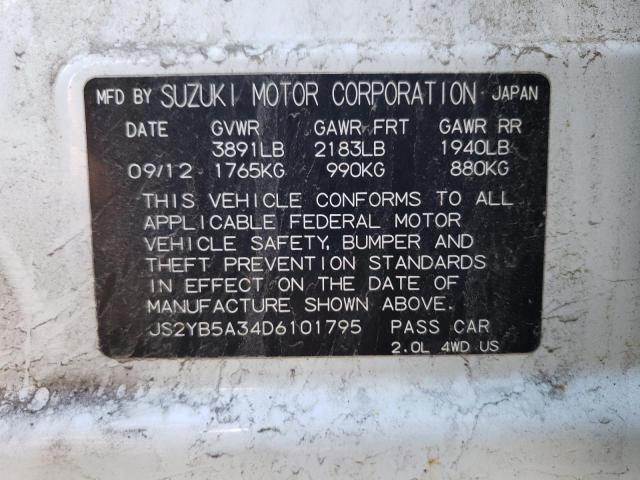 MFD BY SUZUKI MOTOR CORPORATION JAPAN
DATE GVWR GAWR FRT GAWR RR
3891LB 2183LB 1940LB
09/12 1765KG 990KG 880KG
THIS VEHICLE CONFORMS TO ALL
APPLICABLE FEDERAL MOTOR
VEHICLE SAFETY, BUMPER AND
THEFT PREVENTION STANDARDS
IN EFFECT ON THE DATE OF
MANUFACTURE SHOWN ABOVE.
JS2YB5A34D6101795 PASS CAR
2.0L 4WD US